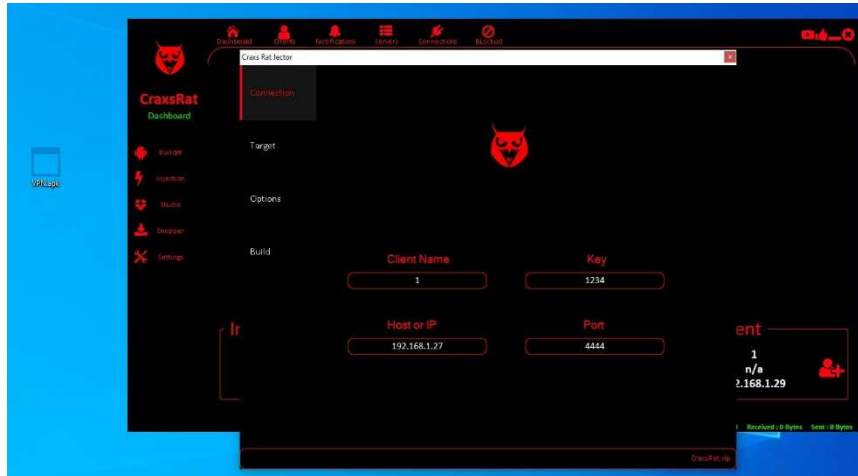 Dashboard
Clients
Notifications
Servers
Connections
BLocked
Craxs Rat Jector
CraxsRat
Dashboard
Builder
Injection
Studio
Dropper
Settings
VPN.apk
Connection
Target
Options
Build
Client Name
Key
1
1234
Host or IP
Port
192.168.1.27
4444
In
ent
1
n/a
2.168.1.29
Received : 0 Bytes
Sent : 0 Bytes
CraxsRat.vip